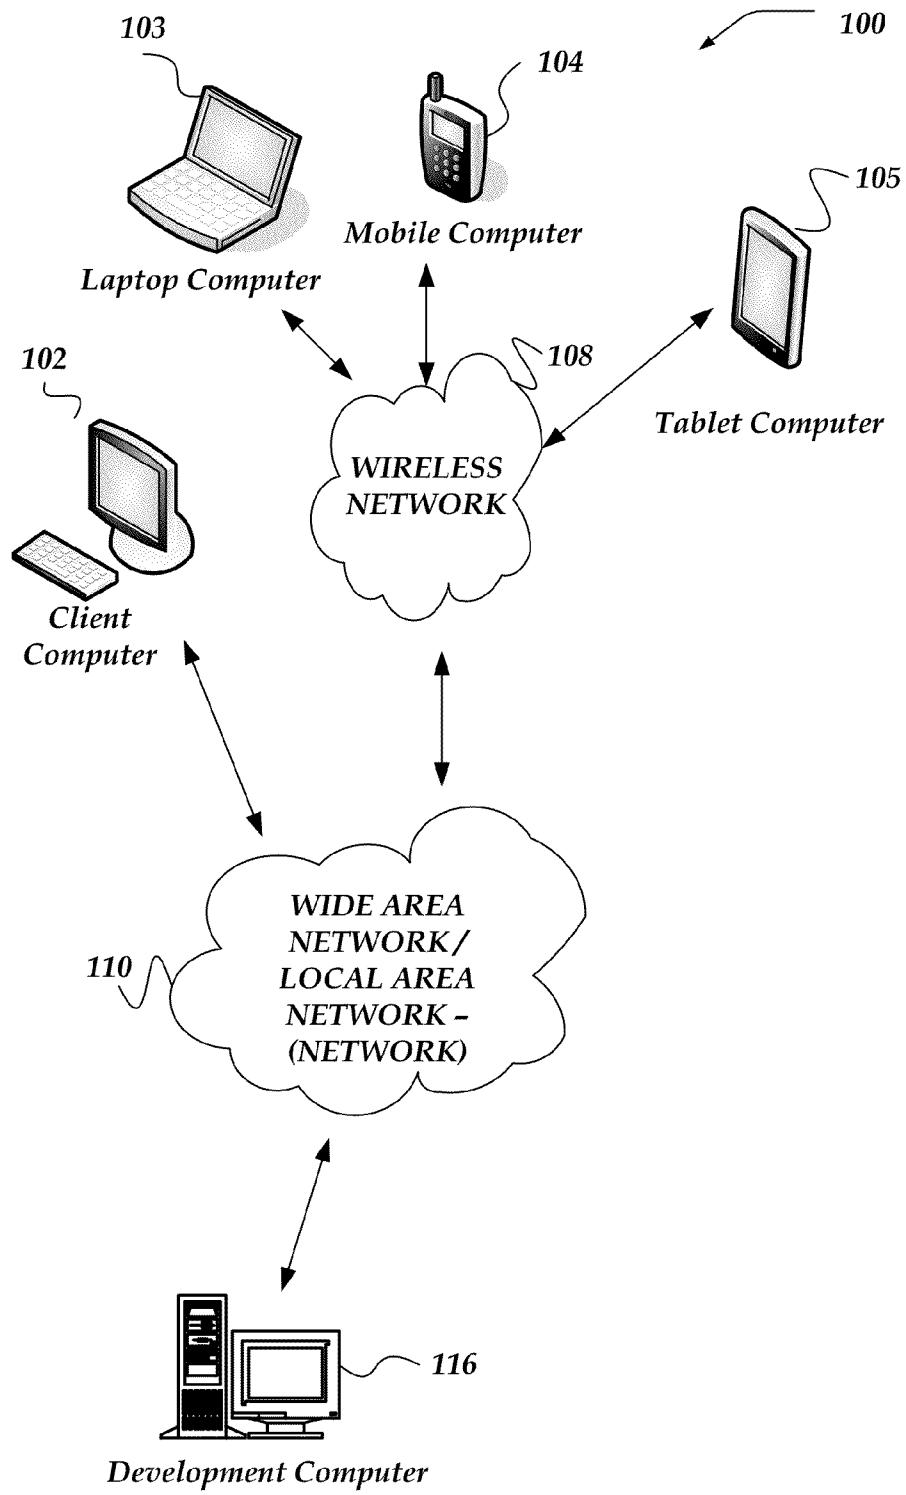 103
100
104
105
Mobile Computer
Laptop Computer
108
102
Tablet Computer
WIRELESS
NETWORK
Client
Computer
WIDE AREA
NETWORK /
LOCAL AREA
NETWORK –
(NETWORK)
110
116
Development Computer